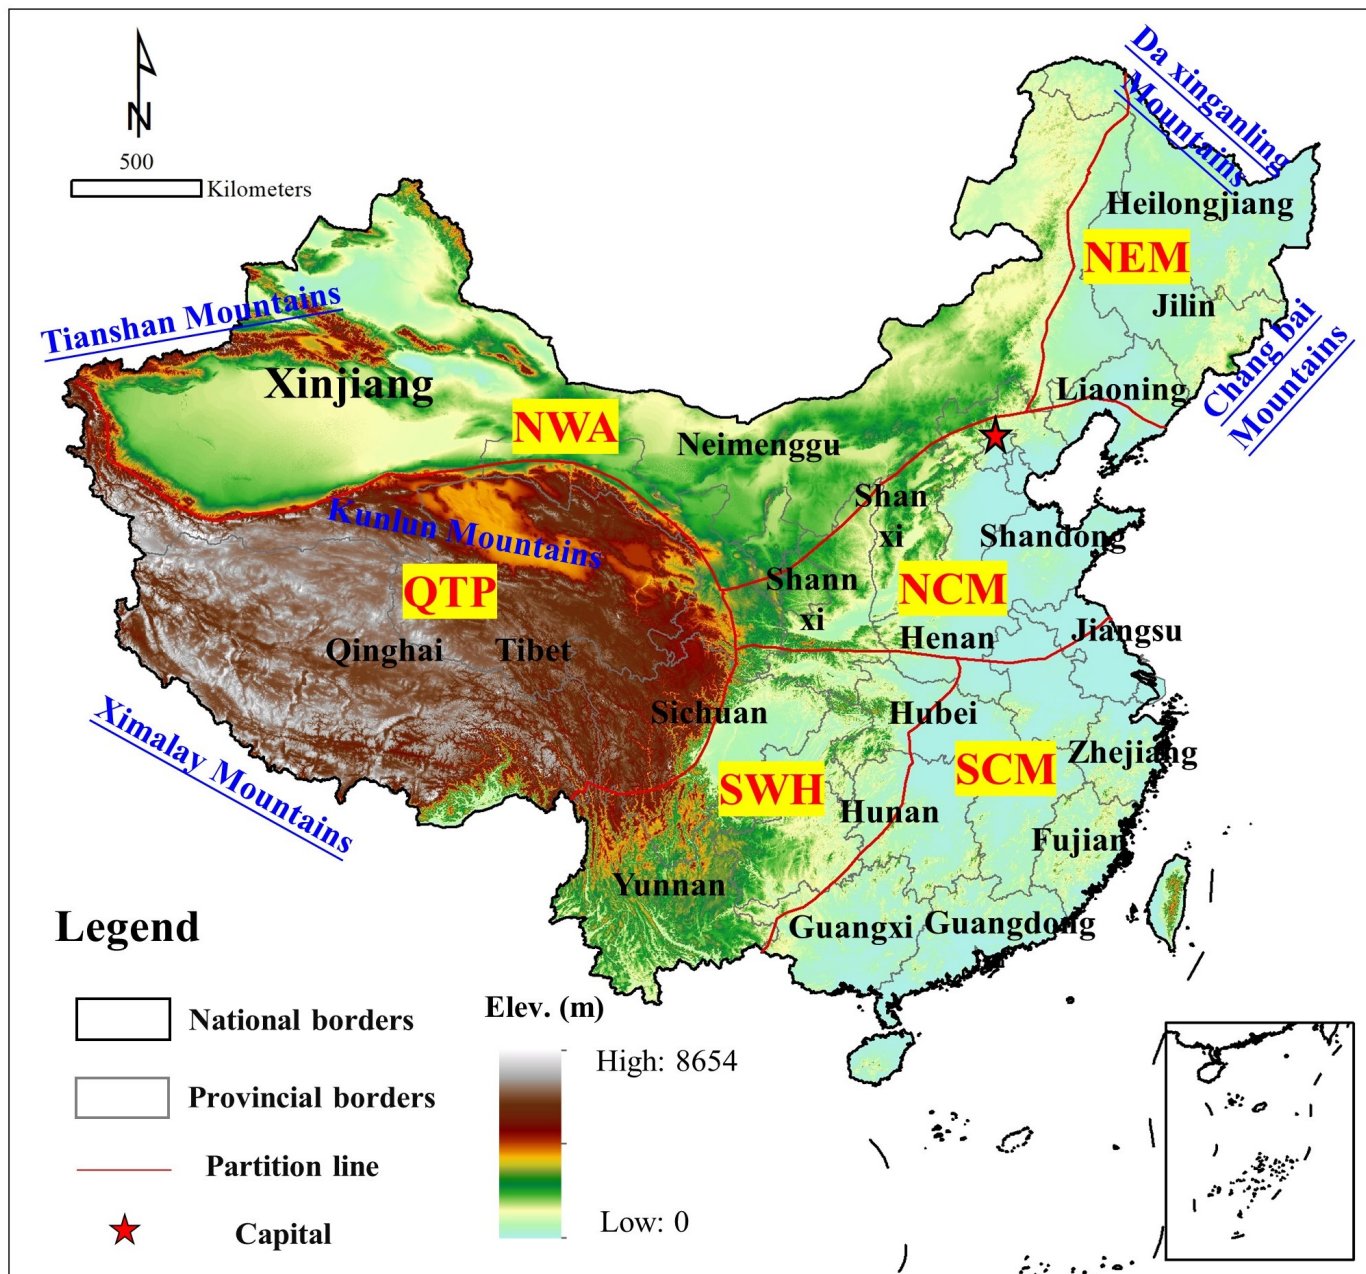 N
500
Kilometers
Da xinganling
Mountains
Heilongjiang
NEM
Jilin
Chang bai
Mountains
Liaoning
Tianshan Mountains
Xinjiang
NWA
Neimenggu
Shan
xi
Kunlun Mountains
Shandong
QTP
Shann
xi
NCM
Qinghai
Tibet
Henan
Jiangsu
Ximalay Mountains
Sichuan
Hubei
Zhejiang
SWH
SCM
Hunan
Fujian
Yunnan
Guangxi
Guangdong
Legend
National borders
Provincial borders
Partition line
Capital
Elev. (m)
High: 8654
Low: 0